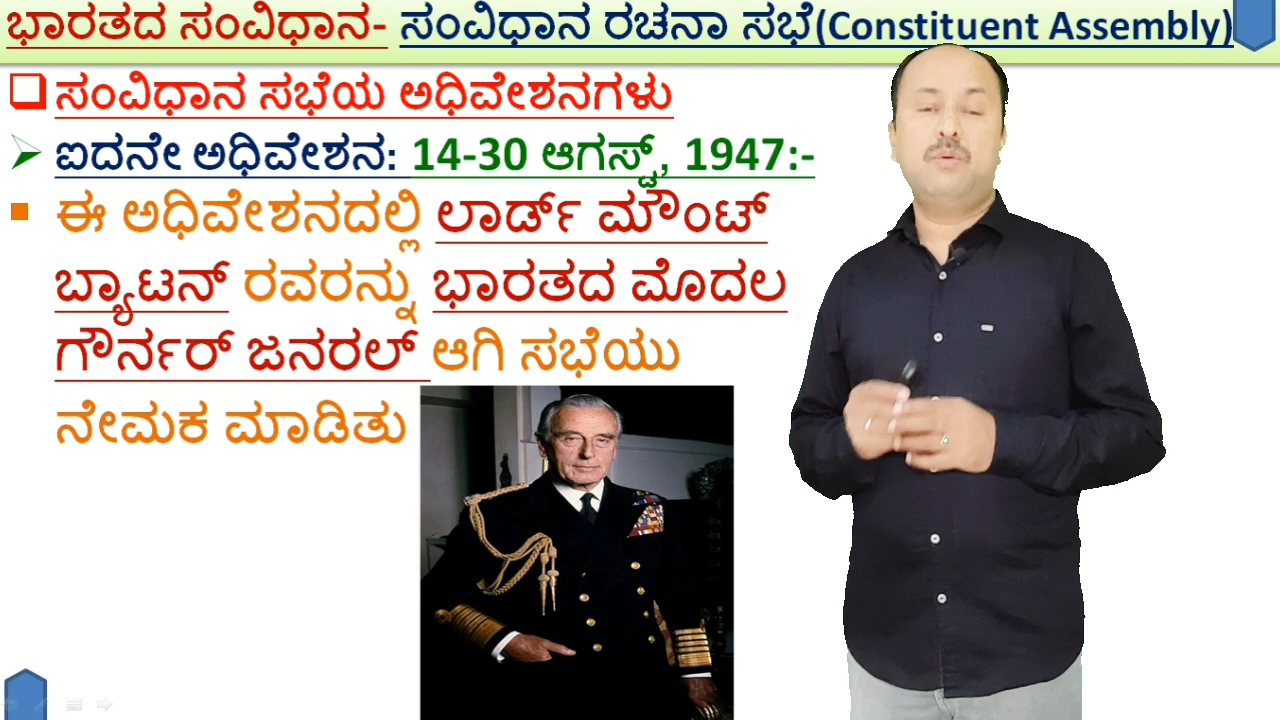 ಭಾರತದ ಸಂವಿಧಾನ- ಸಂವಿಧಾನ ರಚನಾ ಸಭೆ(Constituent Assembly)
ಸಂವಿಧಾನ ಸಭೆಯ ಅಧಿವೇಶನಗಳು
ಐದನೇ ಅಧಿವೇಶನ: 14-30 ಆಗಸ್ಟ್, 1947:-
ಈ ಅಧಿವೇಶನದಲ್ಲಿ ಲಾರ್ಡ್ ಮೌಂಟ್
ಬ್ಯಾಟನ್ ರವರನ್ನು ಭಾರತದ ಮೊದಲ
ಗೌರ್ನರ್ ಜನರಲ್ ಆಗಿ ಸಭೆಯು
ನೇಮಕ ಮಾಡಿತು